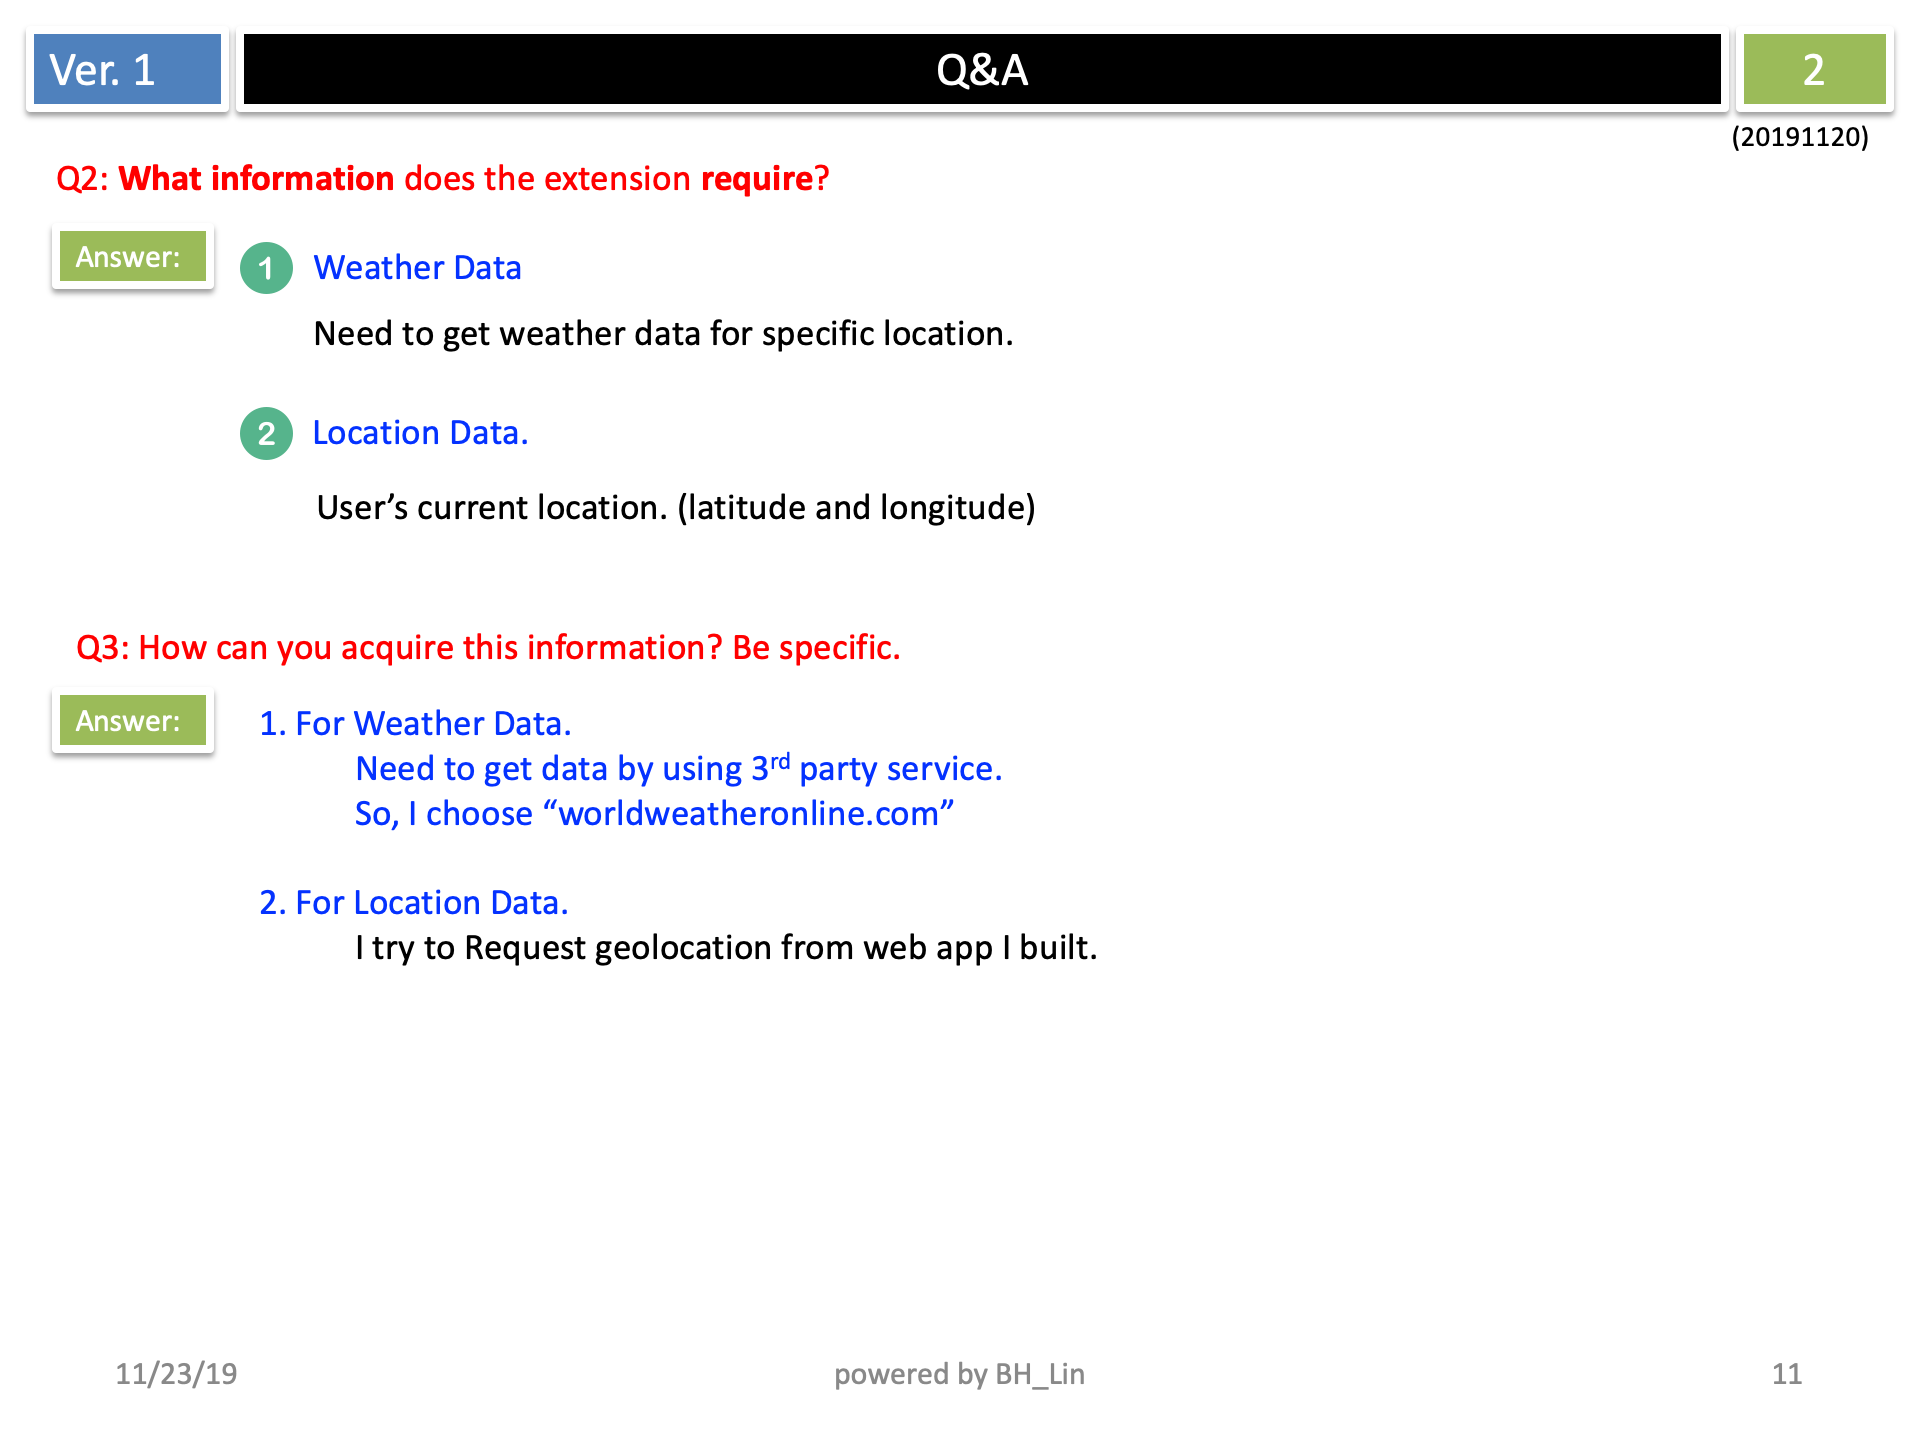 Ver. 1
Q&A
2
(20191120)
Q2: What information does the extension require?
Answer:
1 Weather Data
Need to get weather data for specific location.
2 Location Data.
User’s current location. (latitude and longitude)
Q3: How can you acquire this information? Be specific.
Answer:
1. For Weather Data.
Need to get data by using 3rd party service.
So, I choose “worldweatheronline.com”
2. For Location Data.
I try to Request geolocation from web app I built.
11/23/19
powered by BH_Lin
11